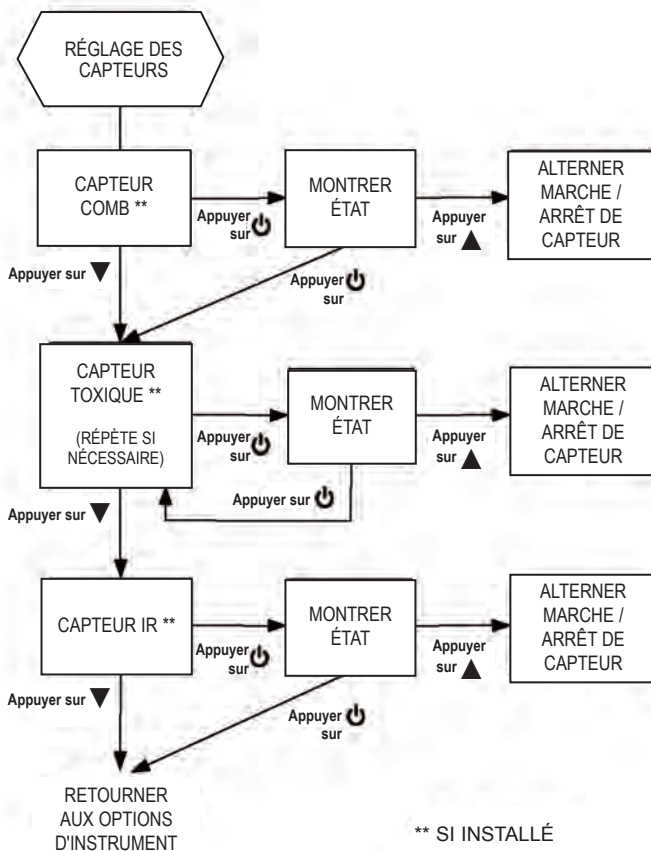 RÉGLAGE DES
CAPTEURS
CAPTEUR
COMB **
Appuyer
sur
MONTRER
ÉTAT
Appuyer
sur ▲
ALTERNER
MARCHE /
ARRÊT DE
CAPTEUR
Appuyer sur ▼
Appuyer
sur
CAPTEUR
TOXIQUE **
(RÉPÈTE SI
NÉCESSAIRE)
Appuyer
sur
MONTRER
ÉTAT
Appuyer
sur ▲
ALTERNER
MARCHE /
ARRÊT DE
CAPTEUR
Appuyer sur
Appuyer sur ▼
CAPTEUR IR **
Appuyer
sur
MONTRER
ÉTAT
Appuyer
sur ▲
ALTERNER
MARCHE /
ARRÊT DE
CAPTEUR
Appuyer sur ▼
Appuyer
sur
RETOURNER
AUX OPTIONS
D'INSTRUMENT
** SI INSTALLÉ